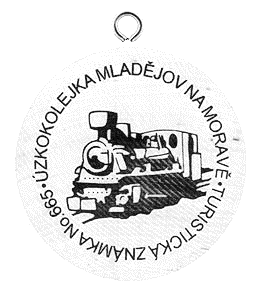 ÚZKOKOLEJKA MLADĚJOV NA MORAVĚ • TURISTICKÁ ZNÁMKA No.665 •